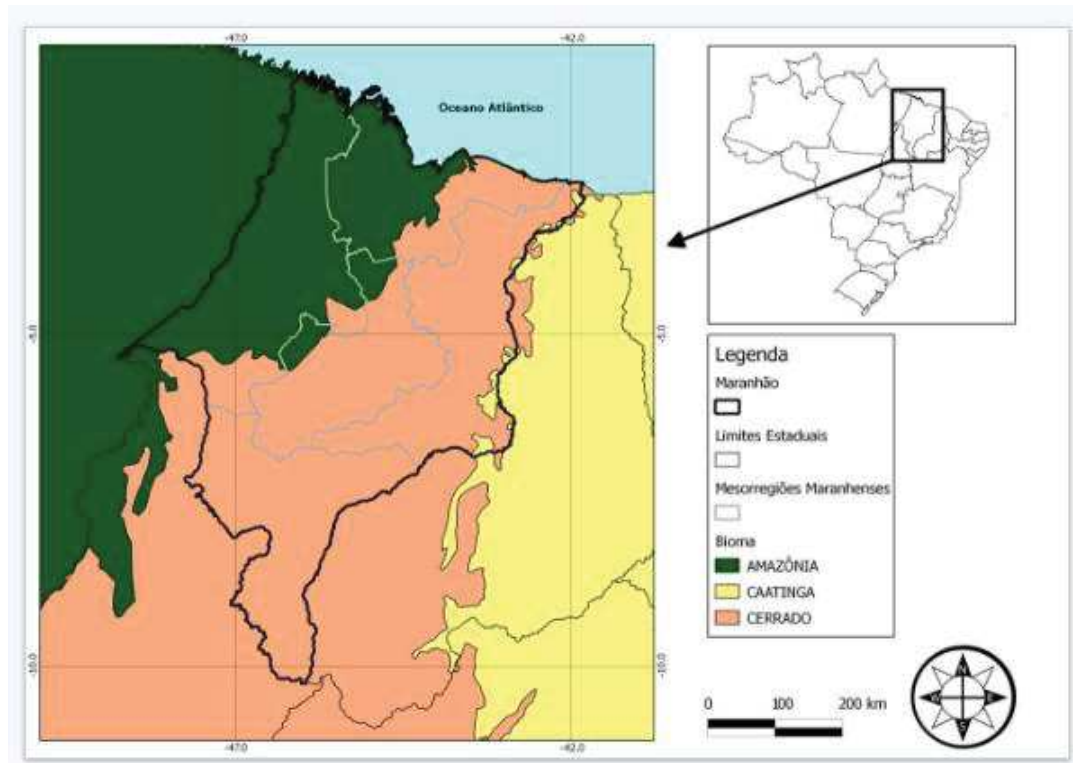 -47.0
-42.0
Oceano Atlântico
-5.0
-5.0
-10.0
-10.0
-47.0
-42.0
Legenda
Maranhão
Limites Estaduais
Mesorregiões Maranhenses
Bioma
AMAZÔNIA
CAATINGA
CERRADO
0 100 200 km
N
W E
S